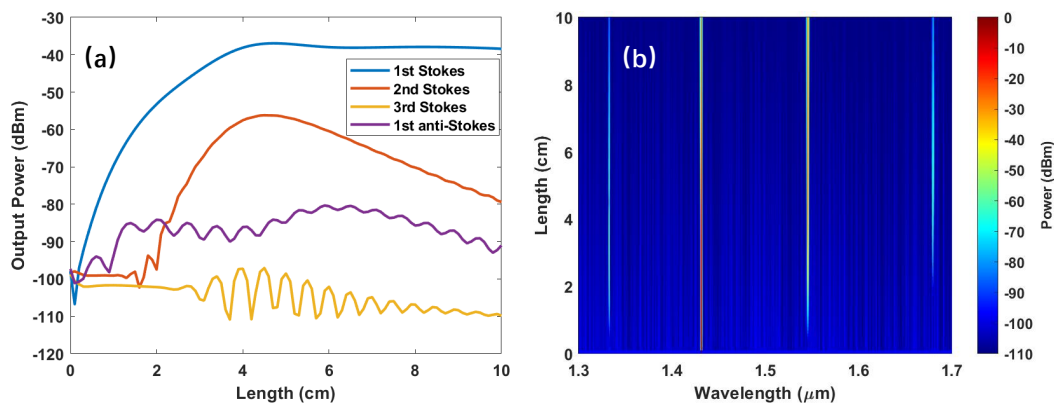 (a)
-30
-40
-50
-60
-70
-80
-90
-100
-110
-120
Output Power (dBm)
1st Stokes
2nd Stokes
3rd Stokes
1st anti-Stokes
0 2 4 6 8 10
Length (cm)
(b)
10
8
6
4
2
0
Length (cm)
1.3 1.4 1.5 1.6 1.7
Wavelength (μm)
0
-10
-20
-30
-40
-50
-60
-70
-80
-90
-100
-110
Power (dBm)